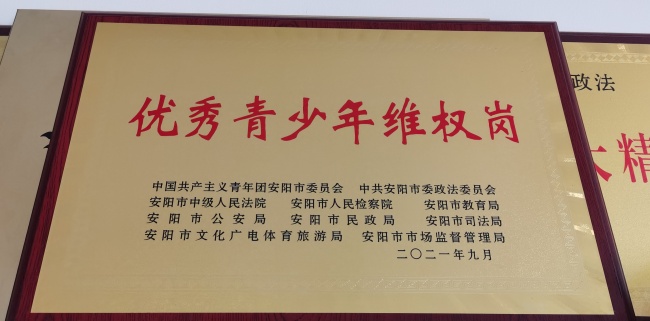 优秀青少年维权岗
中国共产主义青年团安阳市委员会 中共安阳市委政法委员会
安阳市中级人民法院 安阳市人民检察院 安阳市教育局
安阳市公安局 安阳市民政局 安阳市司法局
安阳市文化广电体育旅游局 安阳市市场监督管理局
二〇二一年九月
政法
精